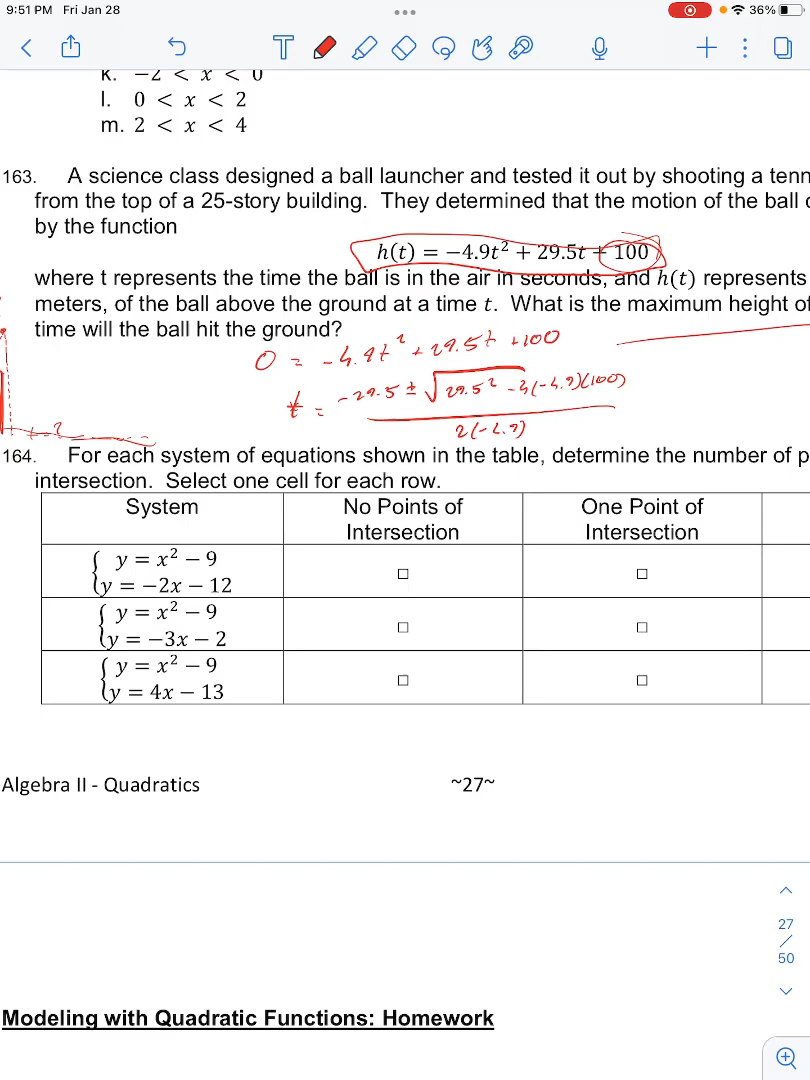 9:51 PM Fri Jan 28
36%
K. −2 < x < 0
l. 0 < x < 2
m. 2 < x < 4
163. A science class designed a ball launcher and tested it out by shooting a tenn
from the top of a 25-story building. They determined that the motion of the ball
by the function
h(t) = −4.9t² + 29.5t + 100
where t represents the time the ball is in the air in seconds, and h(t) represents
meters, of the ball above the ground at a time t. What is the maximum height of
time will the ball hit the ground?
0 = -4.9t² + 29.5t + 100
t = -29.5 ± √29.5² - 4(-4.9)(100)
2(-4.9)
164. For each system of equations shown in the table, determine the number of p
intersection. Select one cell for each row.
System No Points of Intersection One Point of Intersection
y = x² − 9
y = −2x − 12
y = x² − 9
y = −3x − 2
y = x² − 9
y = 4x − 13
Algebra II - Quadratics ~27~
27
/
50
Modeling with Quadratic Functions: Homework